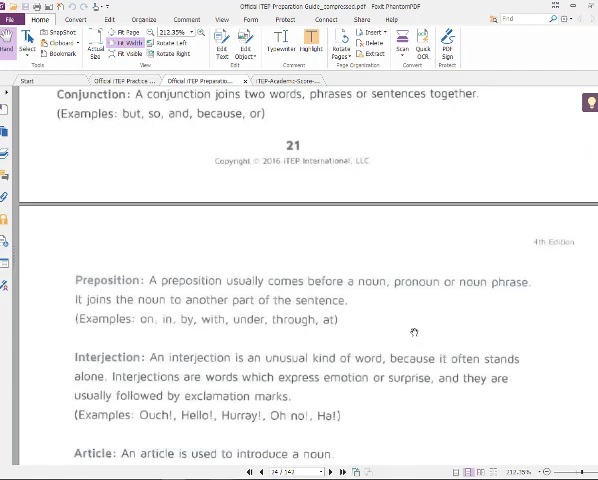 Official iTEP Preparation Guide_compressed.pdf - Foxit PhantomPDF
File Home Convert Edit Organize Comment View Form Protect Share Connect Help Find
Hand Select SnapShot Clipboard Bookmark
Actual Size Fit Page Fit Width Fit Visible 212.35% Rotate Left Rotate Right
Edit Text Edit Object Typewriter Highlight
Rotate Pages Insert Delete Extract
Scan Quick OCR PDF Sign
Tools View Edit Comment Page Organization Convert Protect
Start Official iTEP Practice ... Official iTEP Preparatio... iTEP-Academic-Score-...
Conjunction: A conjunction joins two words, phrases or sentences together.
(Examples: but, so, and, because, or)
21
Copyright © 2016 iTEP International, LLC
4th Edition
Preposition: A preposition usually comes before a noun, pronoun or noun phrase.
It joins the noun to another part of the sentence.
(Examples: on, in, by, with, under, through, at)
Interjection: An interjection is an unusual kind of word, because it often stands
alone. Interjections are words which express emotion or surprise, and they are
usually followed by exclamation marks.
(Examples: Ouch!, Hello!, Hurray!, Oh no!, Ha!)
Article: An article is used to introduce a noun.
24 / 142 212.35%